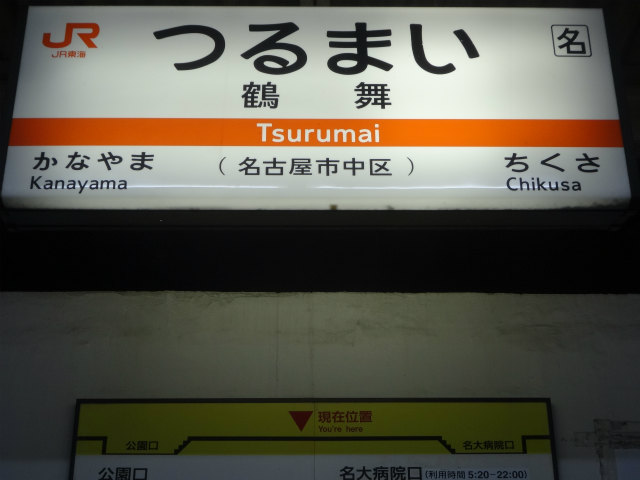 JR
JR東海
つるまい
名
鶴 舞
Tsurumai
かなやま
Kanayama
(名古屋市中区)
ちくさ
Chikusa
現在位置
You're here
公園口
名大病院口
公園口
名大病院口(利用時間 5:20-22:00)